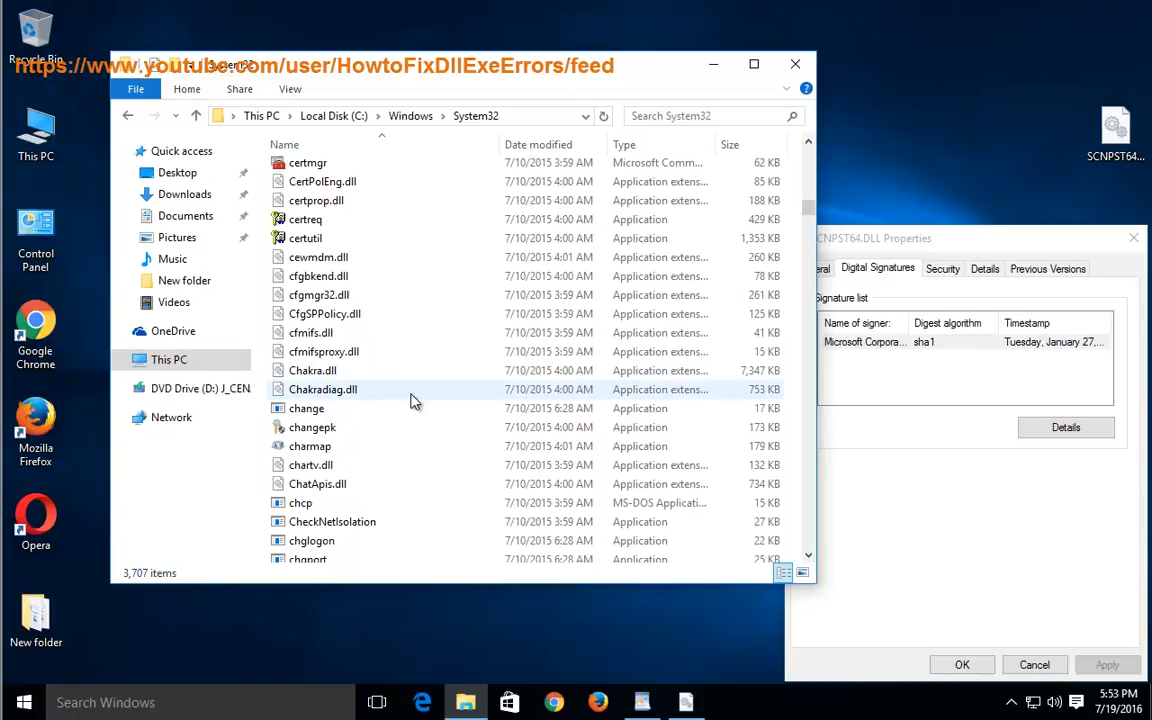 Recycle Bin
https://www.youtube.com/user/HowtoFixDllExeErrors/feed
File
Home
Share
View
This PC
Local Disk (C:)
Windows
System32
Search System32
Name
Date modified
Type
Size
certmgr 7/10/2015 3:59 AM Microsoft Comm... 62 KB
CertPolEng.dll 7/10/2015 4:00 AM Application extens... 85 KB
certprop.dll 7/10/2015 4:00 AM Application extens... 188 KB
certreq 7/10/2015 3:59 AM Application 429 KB
certutil 7/10/2015 4:00 AM Application 1,353 KB
cewmdm.dll 7/10/2015 4:01 AM Application extens... 260 KB
cfgbkend.dll 7/10/2015 4:00 AM Application extens... 78 KB
cfgmgr32.dll 7/10/2015 3:59 AM Application extens... 261 KB
CfgSPPolicy.dll 7/10/2015 3:59 AM Application extens... 125 KB
cfmifs.dll 7/10/2015 3:59 AM Application extens... 41 KB
cfmifsproxy.dll 7/10/2015 4:00 AM Application extens... 15 KB
Chakra.dll 7/10/2015 4:00 AM Application extens... 7,347 KB
Chakradiag.dll 7/10/2015 4:00 AM Application extens... 753 KB
change 7/10/2015 6:28 AM Application 17 KB
changepk 7/10/2015 4:00 AM Application 173 KB
charmap 7/10/2015 4:01 AM Application 179 KB
chartv.dll 7/10/2015 3:59 AM Application extens... 132 KB
ChatApis.dll 7/10/2015 4:00 AM Application extens... 734 KB
chcp 7/10/2015 3:59 AM MS-DOS Applicati... 15 KB
CheckNetIsolation 7/10/2015 3:59 AM Application 27 KB
chglogon 7/10/2015 6:28 AM Application 22 KB
chgport 7/10/2015 6:28 AM Application 25 KB
3,707 items
Quick access
Desktop
Downloads
Documents
Pictures
Music
New folder
Videos
OneDrive
This PC
DVD Drive (D:) J_CEN
Network
This PC
Control
Panel
Google
Chrome
Mozilla
Firefox
Opera
New folder
SCNPST64...
SCNPST64.DLL Properties
eral
Digital Signatures
Security
Details
Previous Versions
Signature list
Name of signer:
Digest algorithm
Timestamp
Microsoft Corpora...
sha1
Tuesday, January 27,...
Details
OK
Cancel
Apply
Search Windows
5:53 PM
7/19/2016